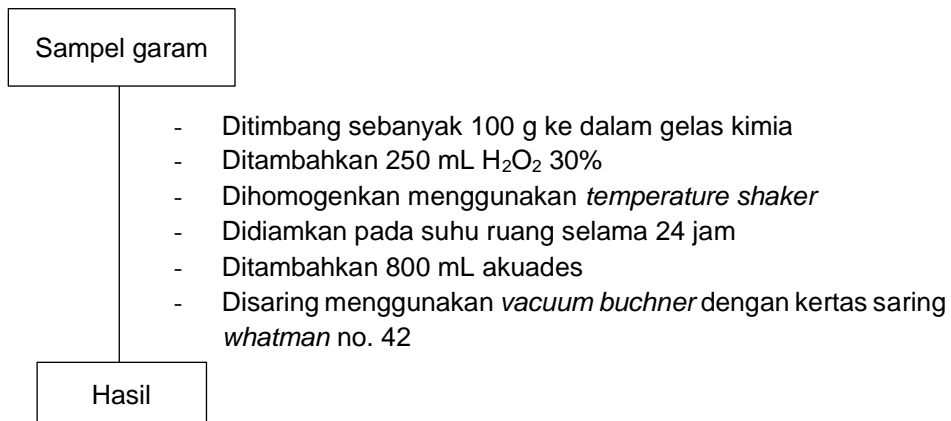 Sampel garam
- Ditimbang sebanyak 100 g ke dalam gelas kimia
- Ditambahkan 250 mL H₂O₂ 30%
- Dihomogenkan menggunakan temperature shaker
- Didiamkan pada suhu ruang selama 24 jam
- Ditambahkan 800 mL akuades
- Disaring menggunakan vacuum buchner dengan kertas saring
whatman no. 42
Hasil